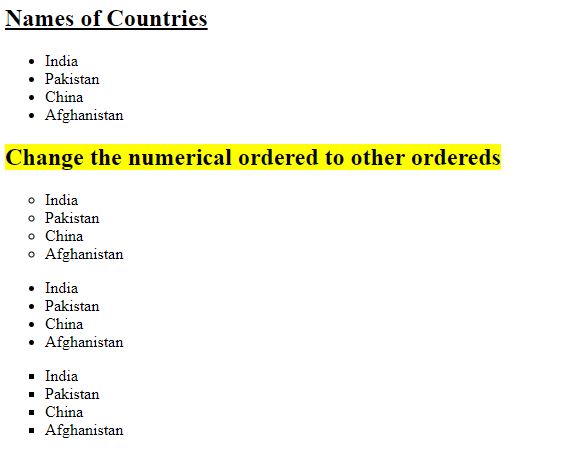 Names of Countries
India
Pakistan
China
Afghanistan
Change the numerical ordered to other ordereds
India
Pakistan
China
Afghanistan
India
Pakistan
China
Afghanistan
India
Pakistan
China
Afghanistan